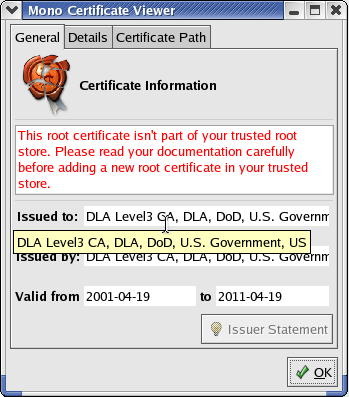 Mono Certificate Viewer
General Details Certificate Path
Certificate Information
This root certificate isn't part of your trusted root
store. Please read your documentation carefully
before adding a new root certificate in your trusted
store.
Issued to: DLA Level3 CA, DLA, DoD, U.S. Governm
DLA Level3 CA, DLA, DoD, U.S. Government, US
Issued by: DLA Level3 CA, DLA, DoD, U.S. Governm
Valid from 2001-04-19 to 2011-04-19
Issuer Statement
OK